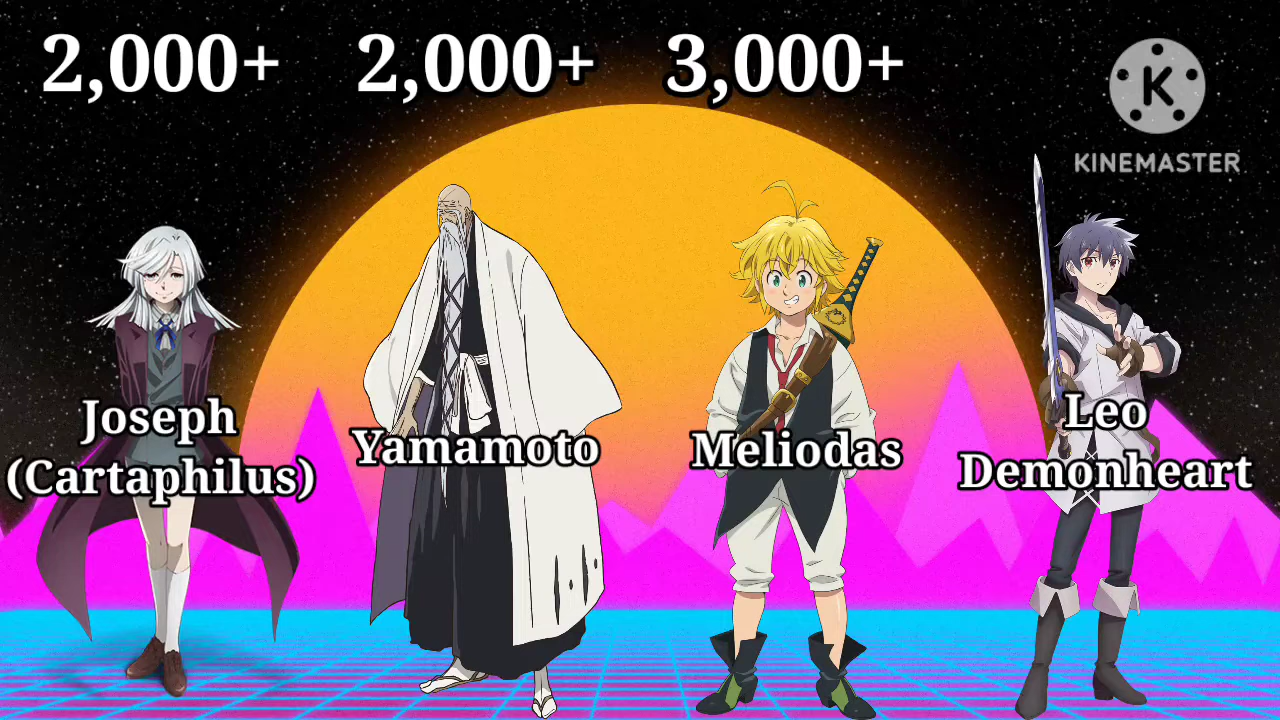 2,000+ 2,000+ 3,000+
K
KINEMASTER
Joseph
(Cartaphilus)
Yamamoto
Meliodas
Leo
Demonheart